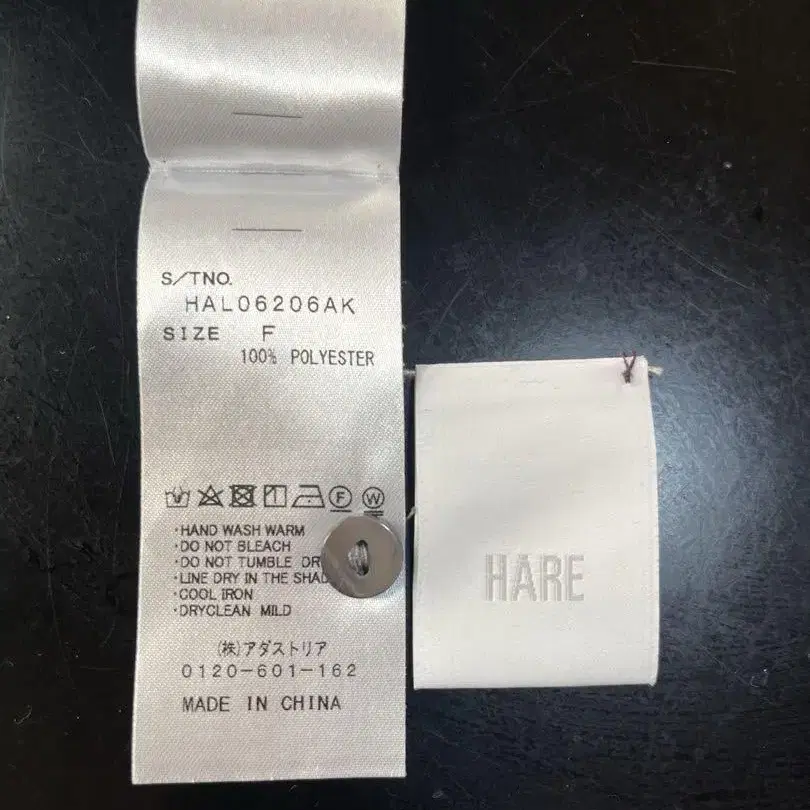 S/TNO.
HAL06206AK
SIZE F
100% POLYESTER
F W
・HAND WASH WARM
・DO NOT BLEACH
・DO NOT TUMBLE DR
・LINE DRY IN THE SHAD
・COOL IRON
・DRYCLEAN MILD
(株)アダストリア
0120-601-162
MADE IN CHINA
HARE